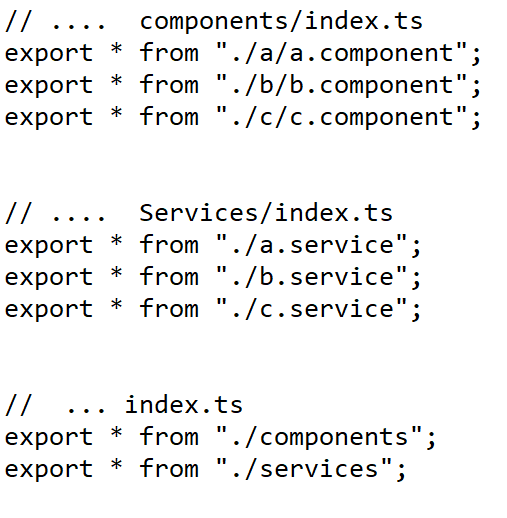 // ....  components/index.ts
export * from "./a/a.component";
export * from "./b/b.component";
export * from "./c/c.component";
// ....  Services/index.ts
export * from "./a.service";
export * from "./b.service";
export * from "./c.service";
//  ... index.ts
export * from "./components";
export * from "./services";